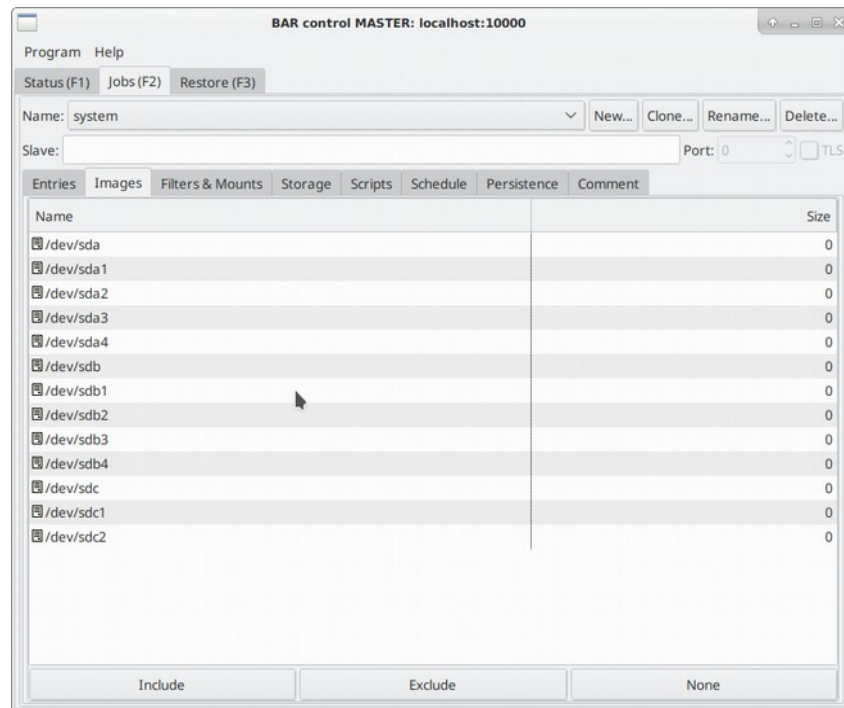 BAR control MASTER: localhost:10000
Program Help
Status (F1) Jobs (F2) Restore (F3)
Name: system New... Clone... Rename... Delete...
Slave: Port: 0 TLS
Entries Images Filters & Mounts Storage Scripts Schedule Persistence Comment
Name Size
/dev/sda 0
/dev/sda1 0
/dev/sda2 0
/dev/sda3 0
/dev/sda4 0
/dev/sdb 0
/dev/sdb1 0
/dev/sdb2 0
/dev/sdb3 0
/dev/sdb4 0
/dev/sdc 0
/dev/sdc1 0
/dev/sdc2 0
Include Exclude None